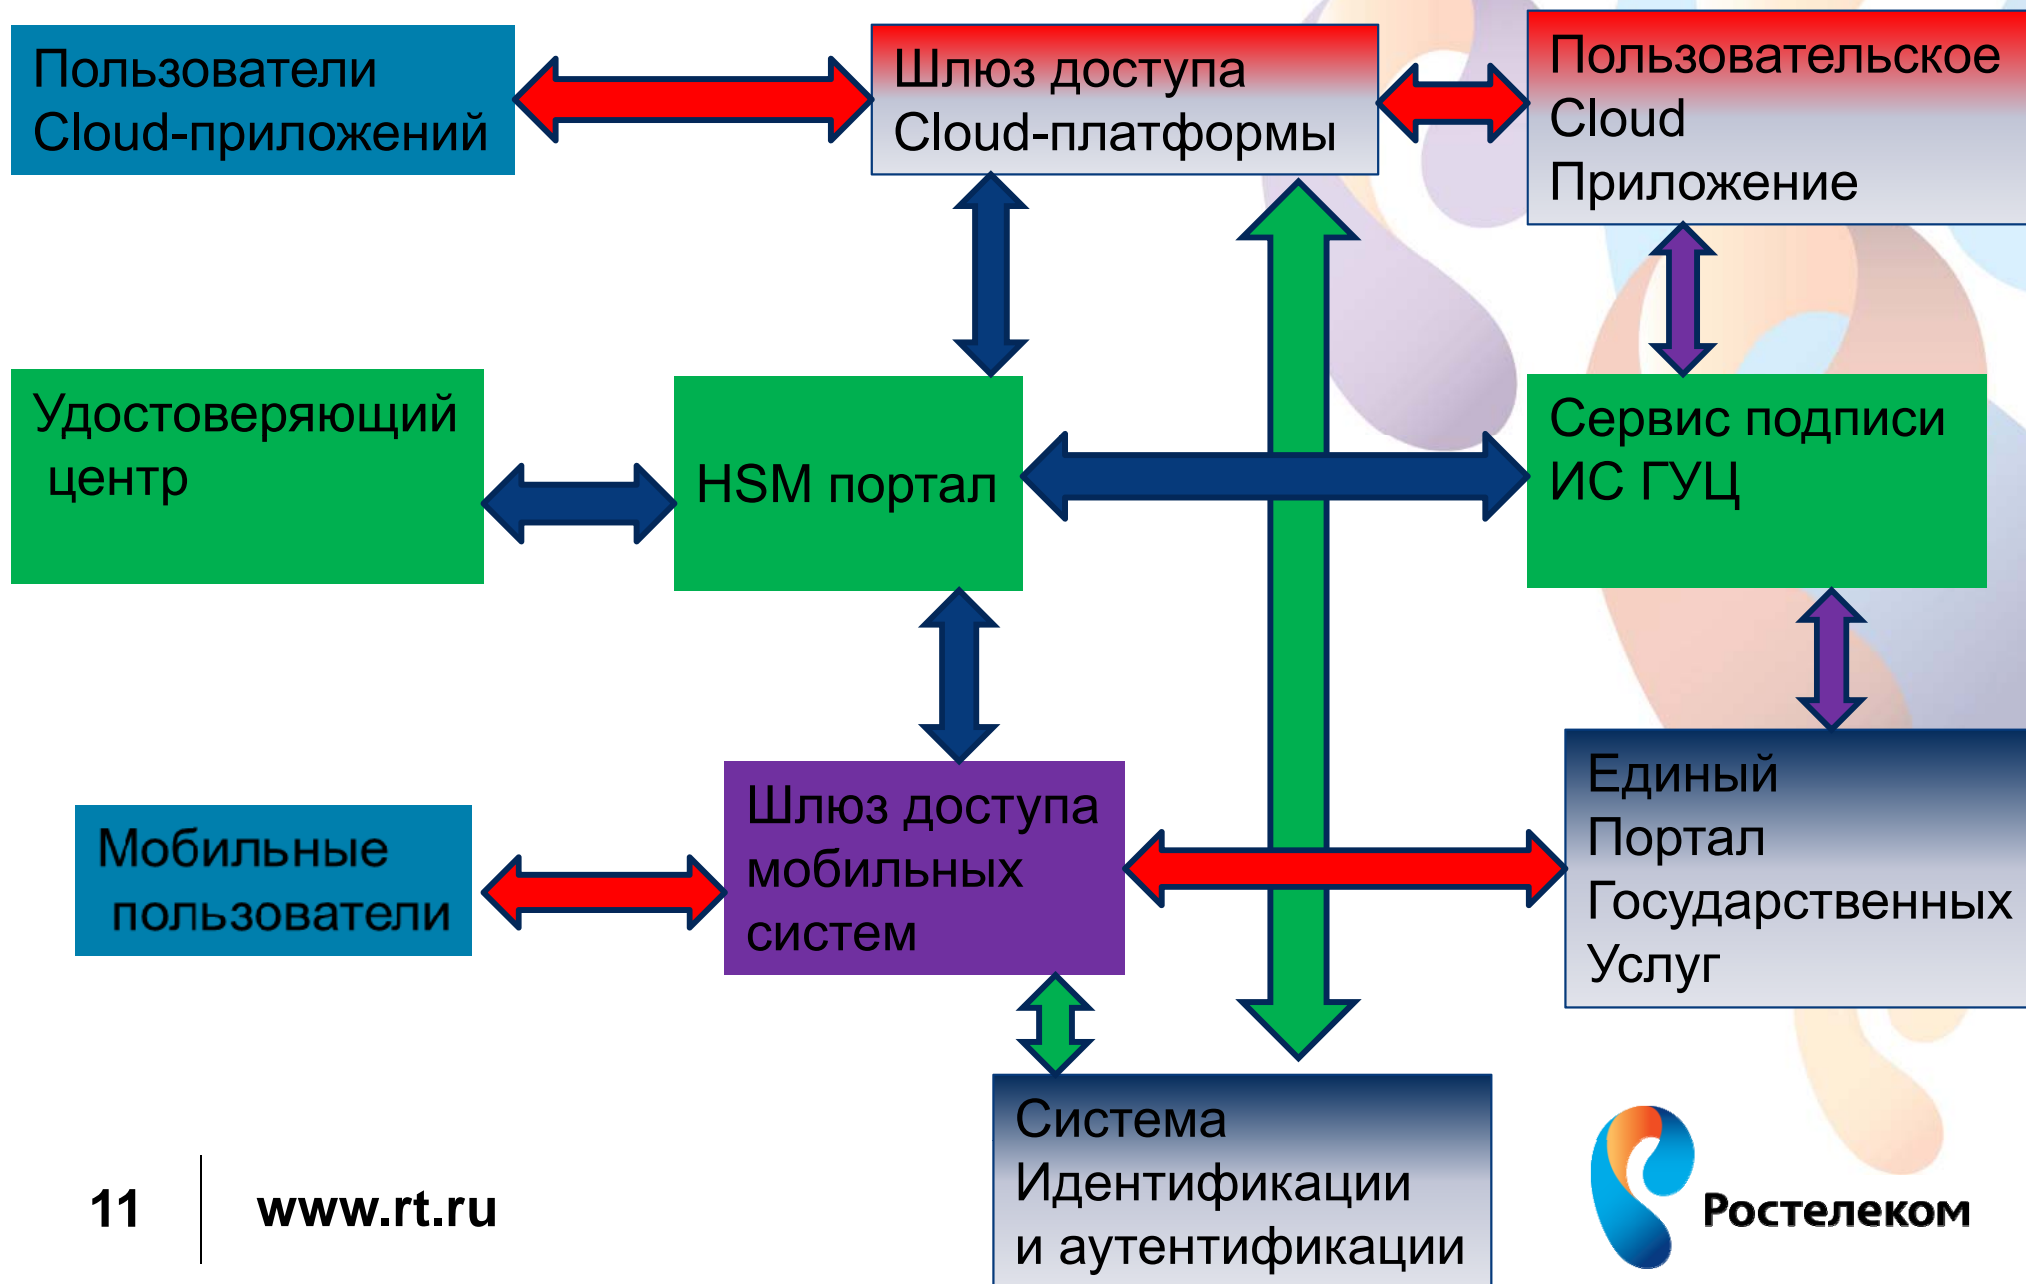 Пользователи
Cloud-приложений
Шлюз доступа
Cloud-платформы
Пользовательское
Cloud
Приложение
Удостоверяющий
центр
HSM портал
Сервис подписи
ИС ГУЦ
Мобильные
пользователи
Шлюз доступа
мобильных
систем
Единый
Портал
Государственных
Услуг
Система
Идентификации
и аутентификации
11
www.rt.ru
Ростелеком